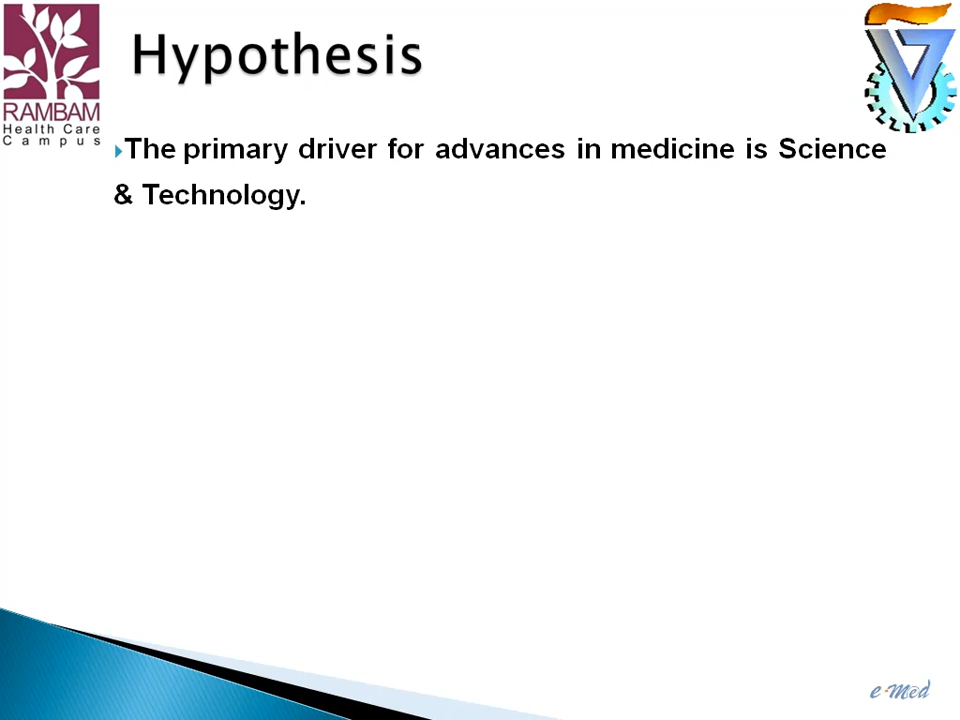 Hypothesis
RAMBAM
Health Care
Campus
The primary driver for advances in medicine is Science
& Technology.
e-Med